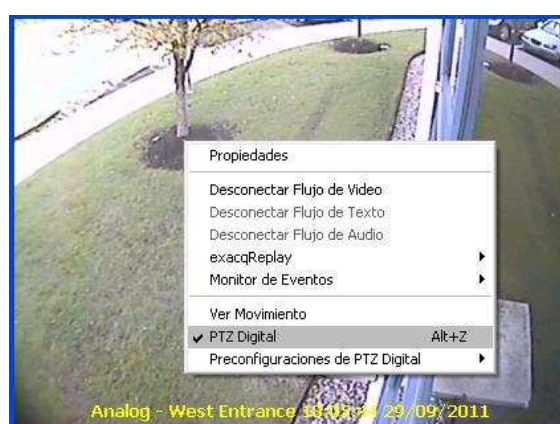 Propiedades
Desconectar Flujo de Video
Desconectar Flujo de Texto
Desconectar Flujo de Audio
exacqReplay
Monitor de Eventos
Ver Movimiento
PTZ Digital Alt+Z
Preconfiguraciones de PTZ Digital
Analog - West Entrance 29/09/2011